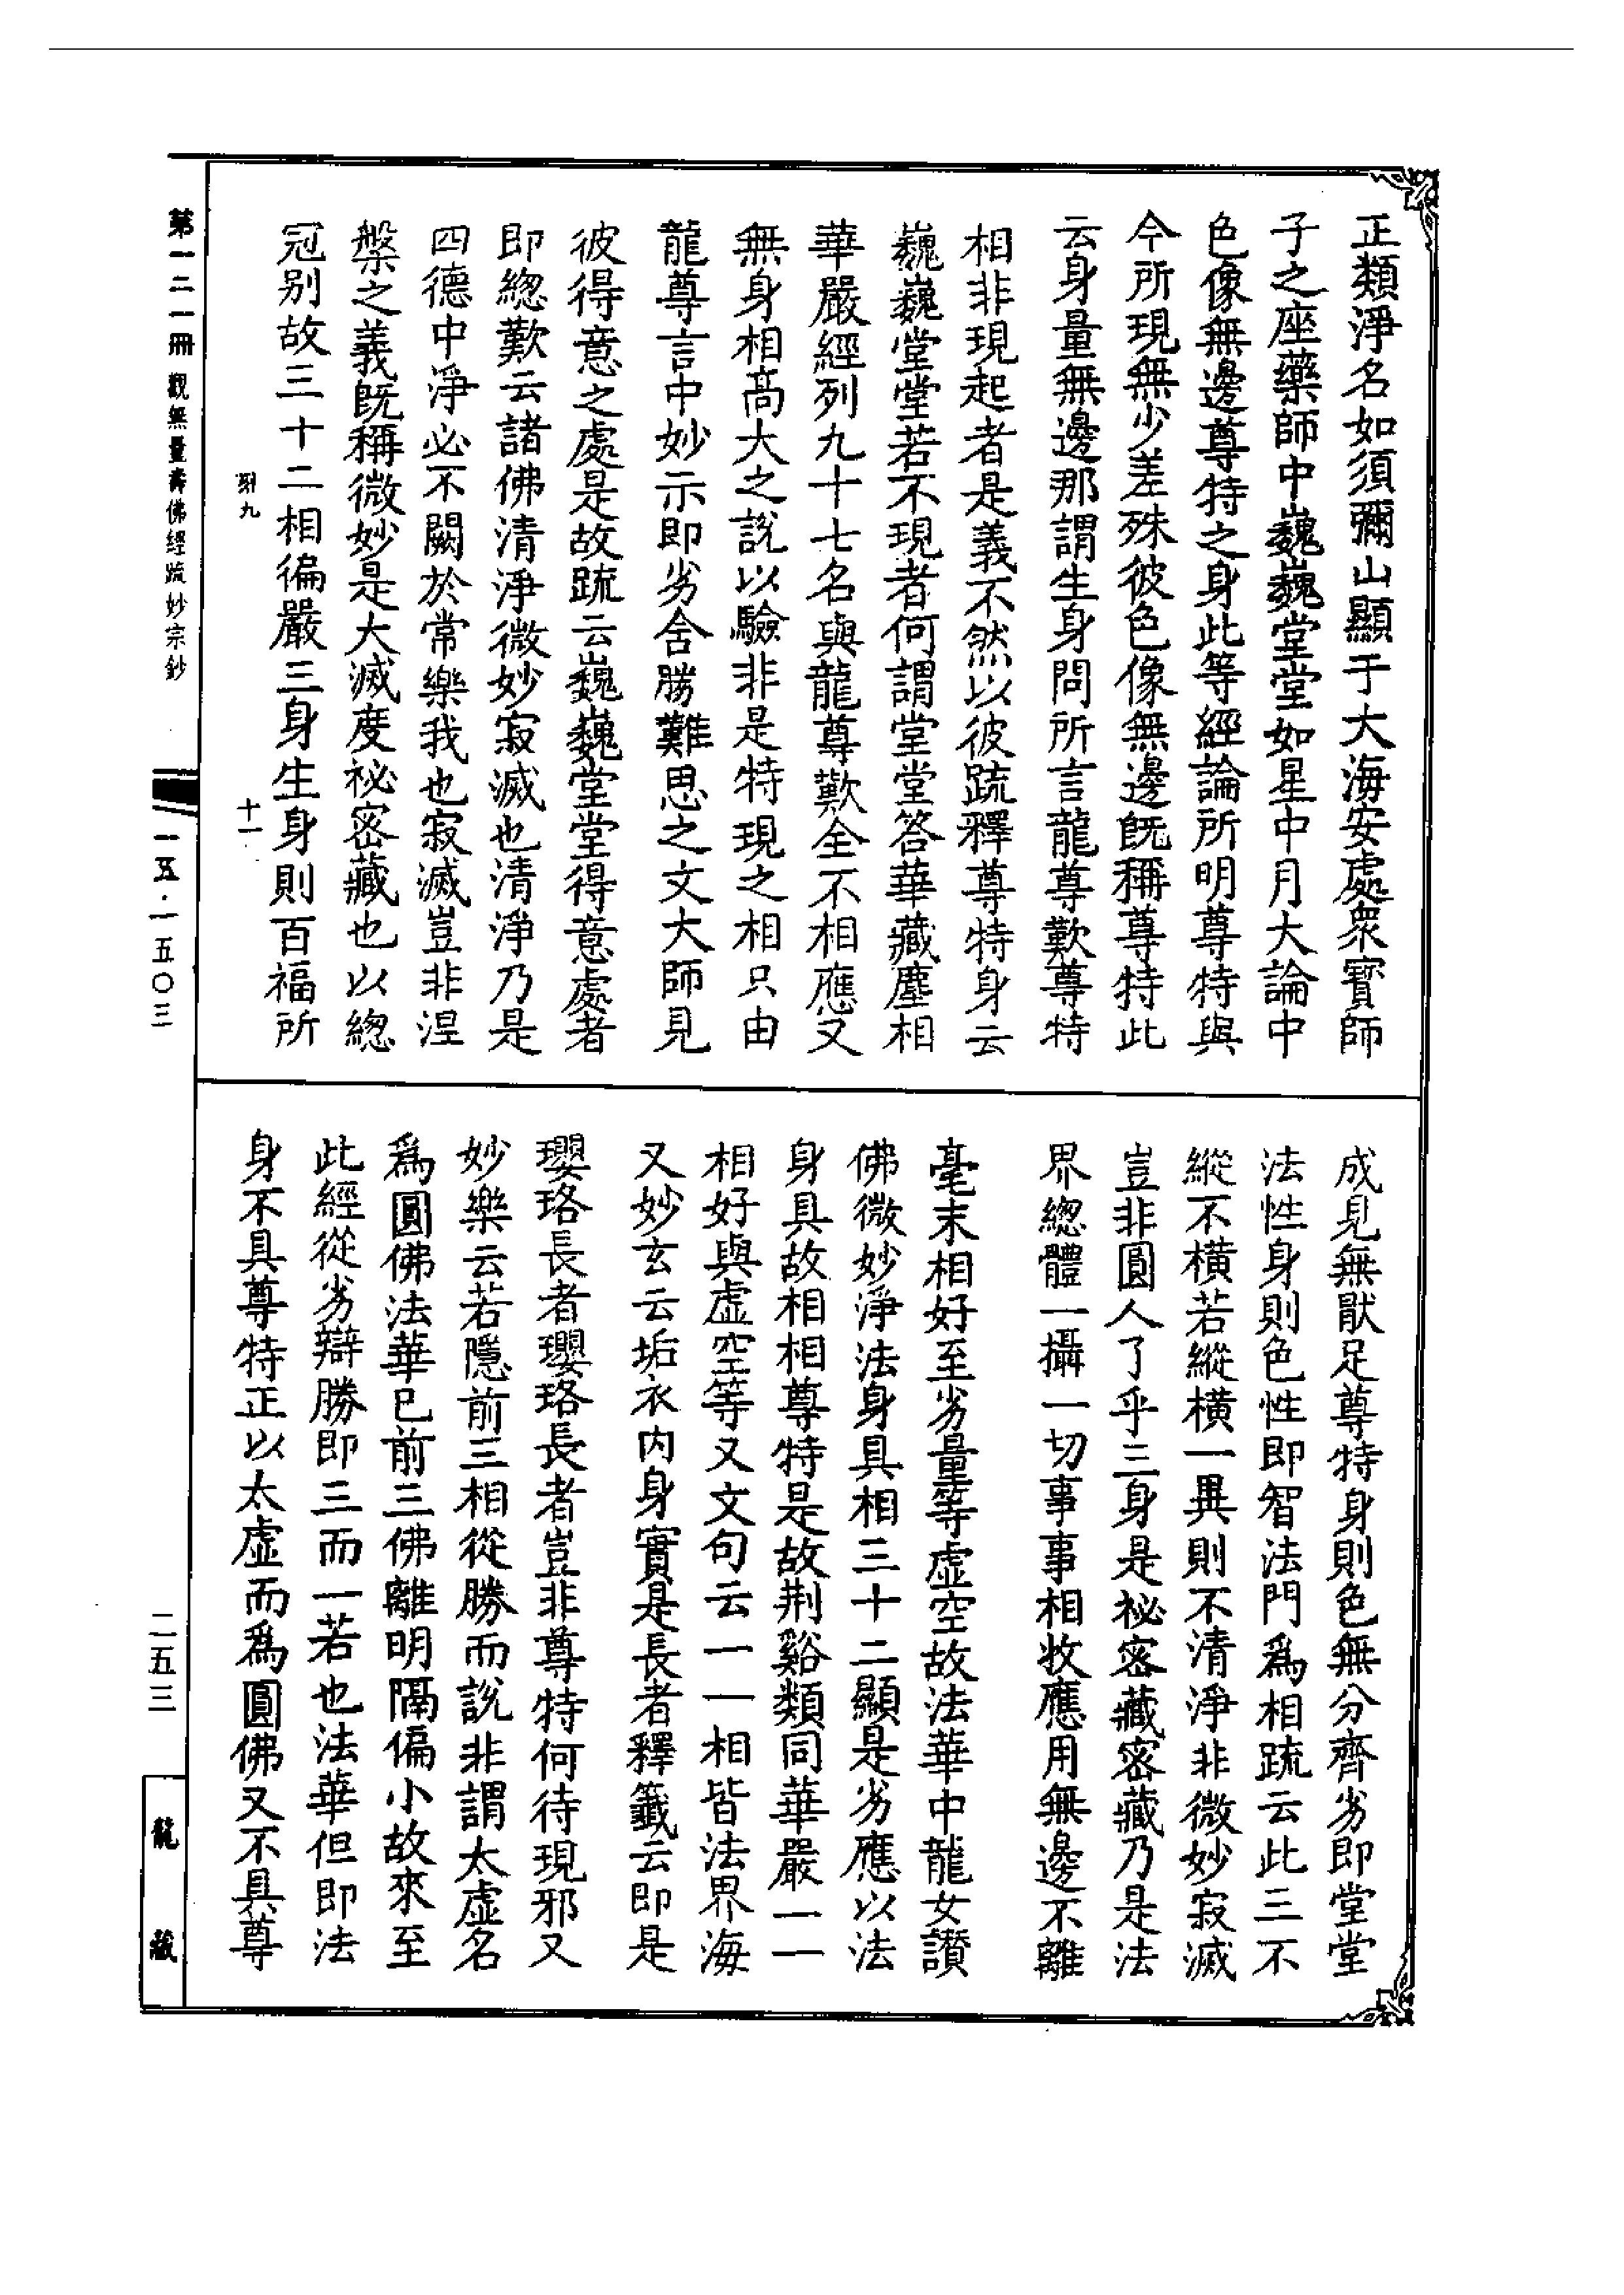 正類淨名如須彌山顯于大海安處眾寳師
子之座藥師中巍巍堂堂如星中月大論中
色像無邊尊特之身此等經論所明尊特與
今所現無少差殊彼色像無邊既稱尊特此
云身量無邊那謂生身問所言龍尊歎尊特
相非現起者是義不然以彼疏釋尊特身云
巍巍堂堂若不現者何謂堂堂答華藏塵相
華嚴經列九十七名與龍尊歎全不相應又
無身相高大之說以驗非是特現之相只由
龍尊言中妙示即劣舍勝難思之文大師見
彼得意之處是故疏云巍巍堂堂得意處者
即總歎云諸佛清淨微妙寂滅也清淨乃是
四德中淨必不闕於常樂我也寂滅豈非涅
槃之義既稱微妙是大滅度祕密藏也以總
冠別故三十二相徧嚴三身生身則百福所
成見無猒足尊特身則色無分齊劣即堂堂
法性身則色性即智法門爲相疏云此三不
縱不橫若縱橫一異則不清淨非微妙寂滅
豈非圓人了乎三身是祕密藏密藏乃是法
界總體一攝一切事事相收應用無邊不離
毫末相好至劣量等虛空故法華中龍女讚
佛微妙淨法身具相三十二顯是劣應以法
身具故相相尊特是故荆谿類同華嚴一一
相好與虛空等又文句云一一相皆法界海
又妙玄云垢衣內身實是長者釋籤云即是
瓔珞長者瓔珞長者豈非尊特何待現邪又
妙樂云若隱前三相從勝而說非謂太虛名
爲圓佛法華已前三佛離明隔偏小故來至
此經從劣辯勝即三而一若也法華但即法
身不具尊特正以太虛而爲圓佛又不具尊
第一二一冊 觀無量壽佛經疏妙宗鈔
刻九
十一
一五·一五〇三
二五三
龍藏